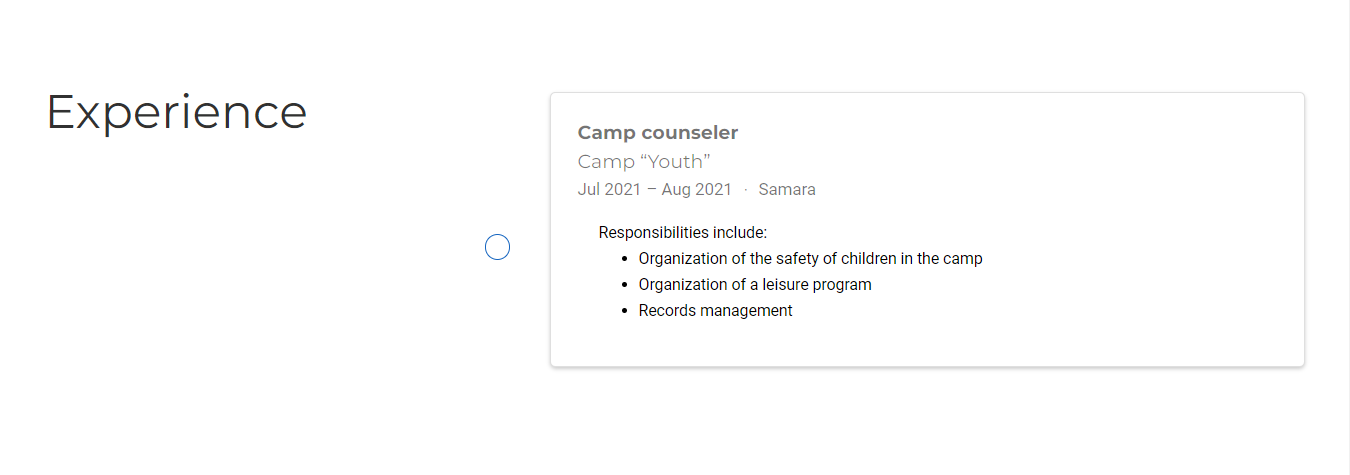 Experience
Camp counseler
Camp “Youth”
Jul 2021 – Aug 2021 · Samara
Responsibilities include:
• Organization of the safety of children in the camp
• Organization of a leisure program
• Records management